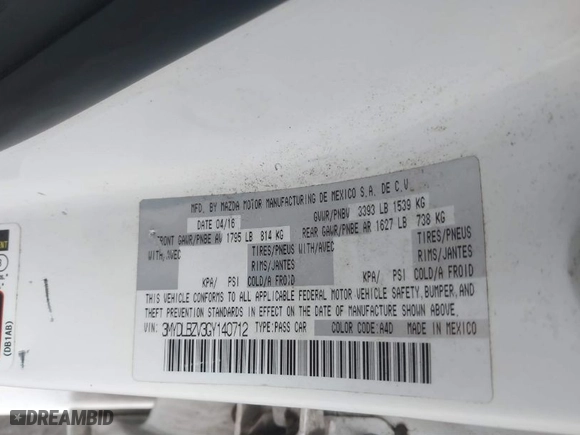 MFD. BY MAZDA MOTOR MANUFACTURING DE MEXICO S.A. DE C.V.
DATE 04/16 GVWR/PNBV 3393 LB 1539 KG
FRONT GAWR/PNBE AV 1795 LB 814 KG REAR GAWR/PNBE AR 1627 LB 738 KG
WITH/AVEC TIRES/PNEUS WITH/AVEC TIRES/PNEUS
RIMS/JANTES RIMS/JANTES
KPA/ PSI COLD/A FROID KPA/ PSI COLD/A FROID
THIS VEHICLE CONFORMS TO ALL APPLICABLE FEDERAL MOTOR VEHICLE SAFETY, BUMPER, AND
THEFT PREVENTION STANDARDS IN EFFECT ON THE DATE OF MANUFACTURE SHOWN ABOVE.
VIN: 3MYDLBZV3GY140712 TYPE: PASS CAR COLOR CODE: A4D MADE IN MEXICO
(DB1AB)
DREAMBID